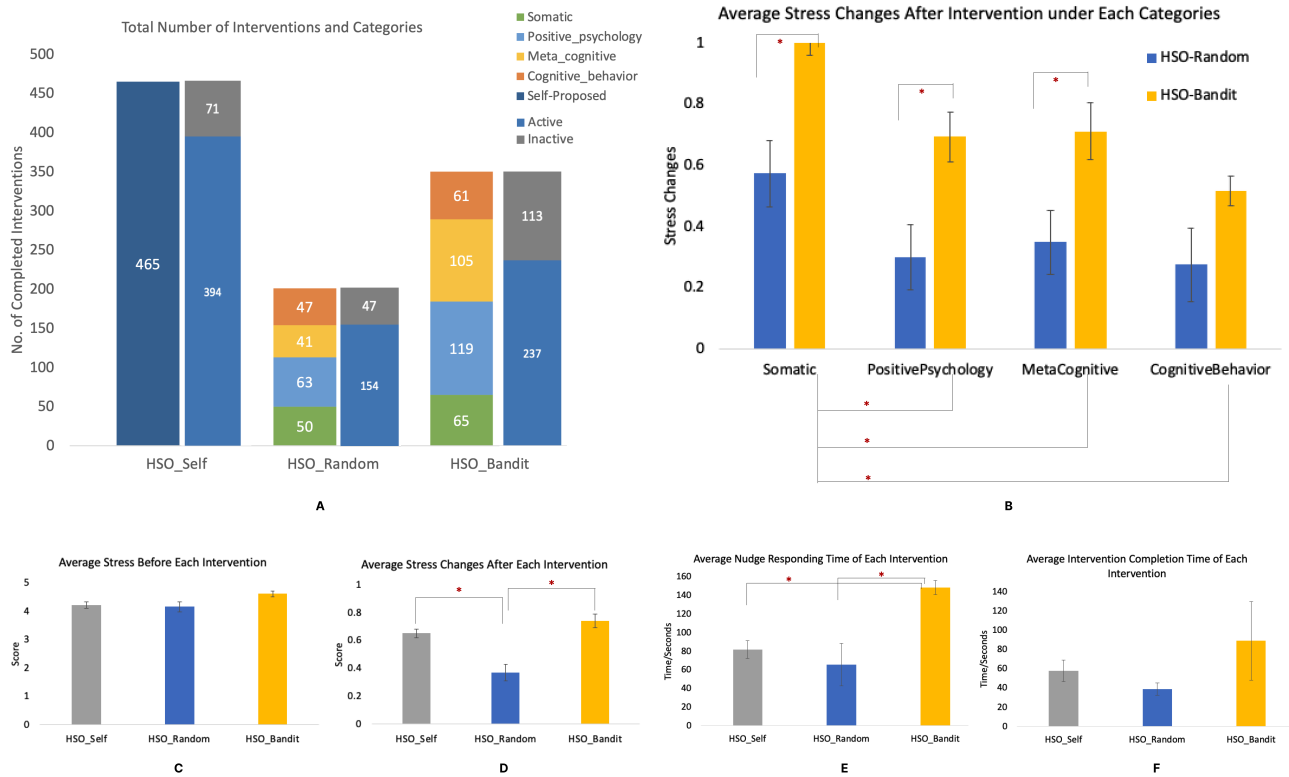 Total Number of Interventions and Categories
Somatic
Positive_psychology
Meta_cognitive
Cognitive_behavior
Self-Proposed
Active
Inactive
No. of Completed Interventions
500
450
400
350
300
250
200
150
100
50
0
465
71
394
47
41
63
50
47
154
61
105
119
65
113
237
HSO_Self
HSO_Random
HSO_Bandit
A
Average Stress Changes After Intervention under Each Categories
HSO-Random
HSO-Bandit
Stress Changes
1
0.8
0.6
0.4
0.2
0
*
*
*
Somatic
PositivePsychology
MetaCognitive
CognitiveBehavior
*
*
*
B
Average Stress Before Each Intervention
Score
5
4
3
2
1
0
HSO_Self
HSO_Random
HSO_Bandit
C
Average Stress Changes After Each Intervention
Score
1
0.8
0.6
0.4
0.2
0
*
*
HSO_Self
HSO_Random
HSO_Bandit
D
Average Nudge Responding Time of Each Intervention
Time/Seconds
160
140
120
100
80
60
40
20
0
*
*
HSO_Self
HSO_Random
HSO_Bandit
E
Average Intervention Completion Time of Each
Intervention
Time/Seconds
140
120
100
80
60
40
20
0
HSO_Self
HSO_Random
HSO_Bandit
F